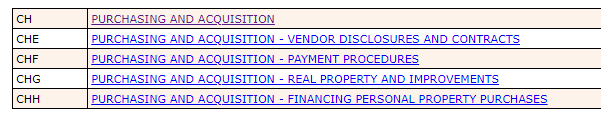 CH PURCHASING AND ACQUISITION
CHE PURCHASING AND ACQUISITION - VENDOR DISCLOSURES AND CONTRACTS
CHF PURCHASING AND ACQUISITION - PAYMENT PROCEDURES
CHG PURCHASING AND ACQUISITION - REAL PROPERTY AND IMPROVEMENTS
CHH PURCHASING AND ACQUISITION - FINANCING PERSONAL PROPERTY PURCHASES